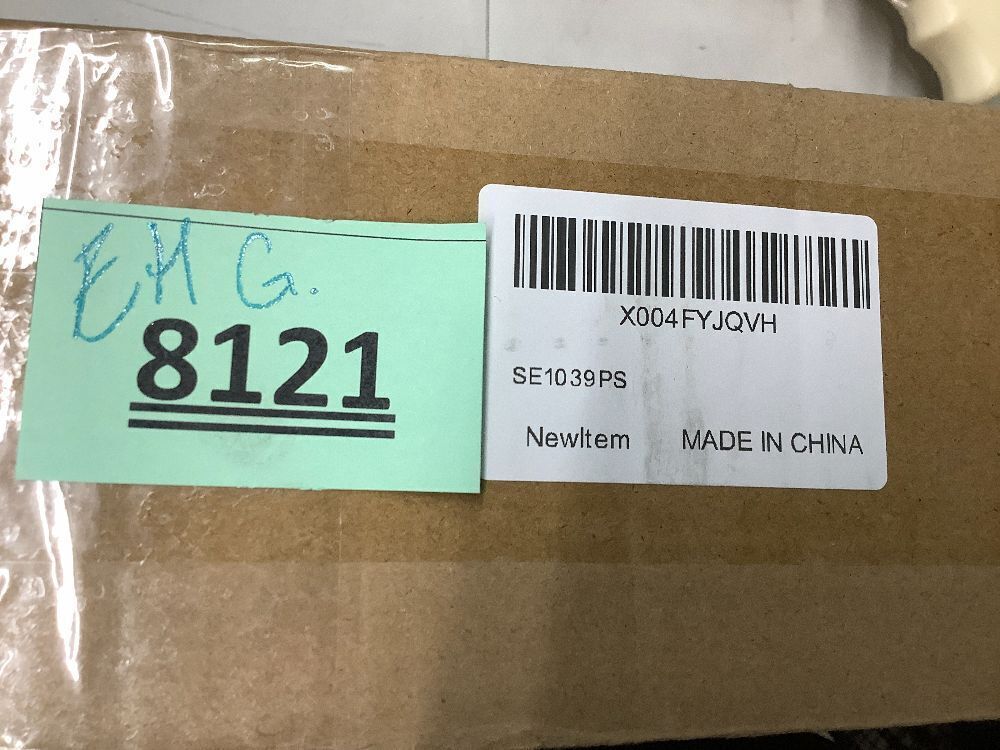 EHG.
8121
X004FYJQVH
SE1039PS
NewItem MADE IN CHINA